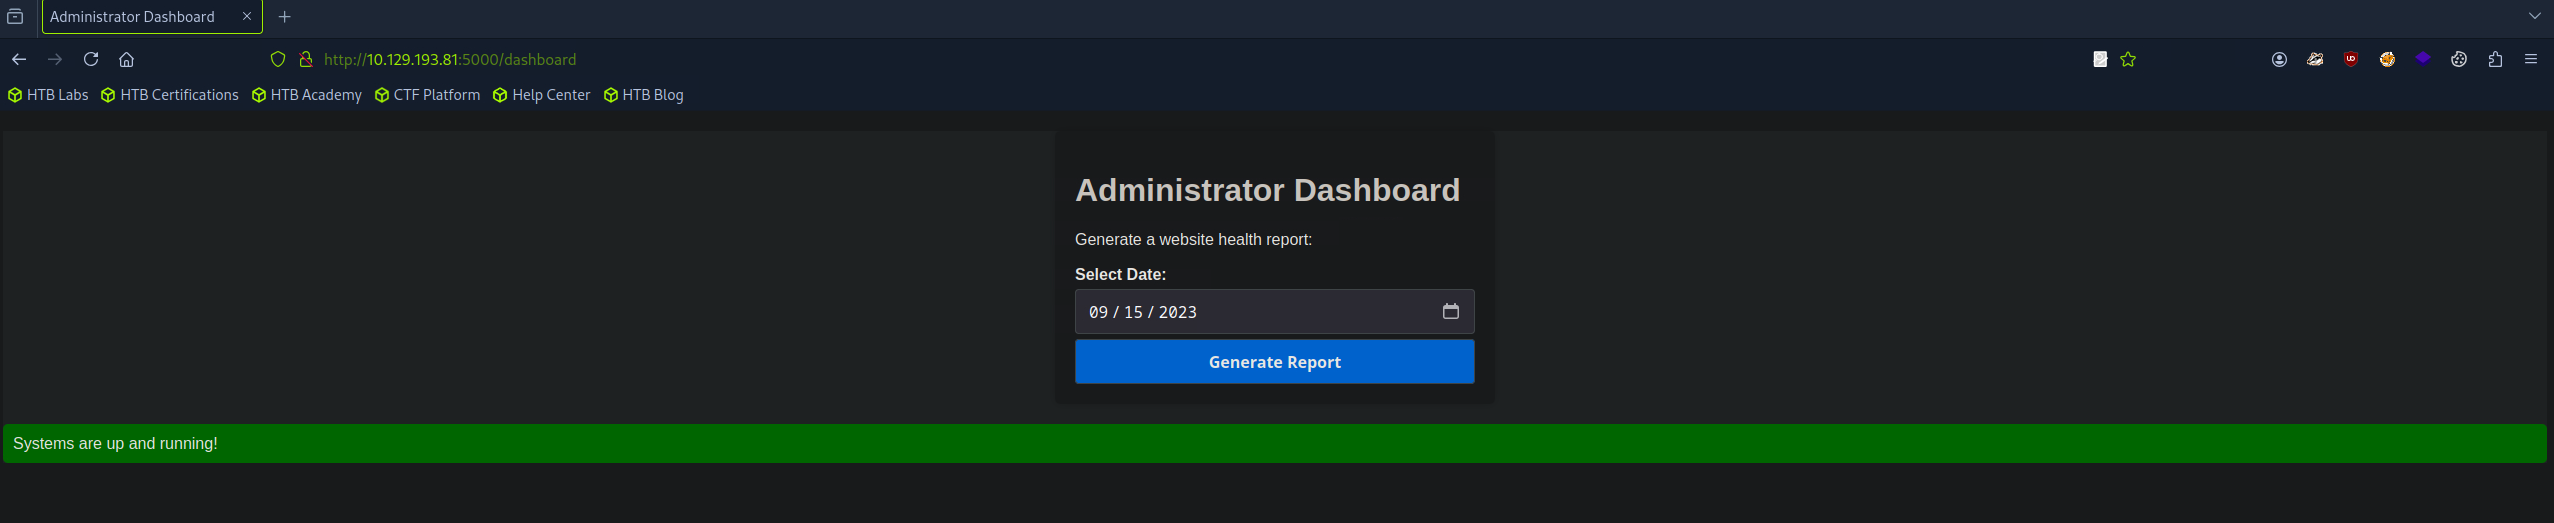 Administrator Dashboard
http://10.129.193.81:5000/dashboard
HTB Labs HTB Certifications HTB Academy CTF Platform Help Center HTB Blog
Administrator Dashboard
Generate a website health report:
Select Date:
09 / 15 / 2023
Generate Report
Systems are up and running!